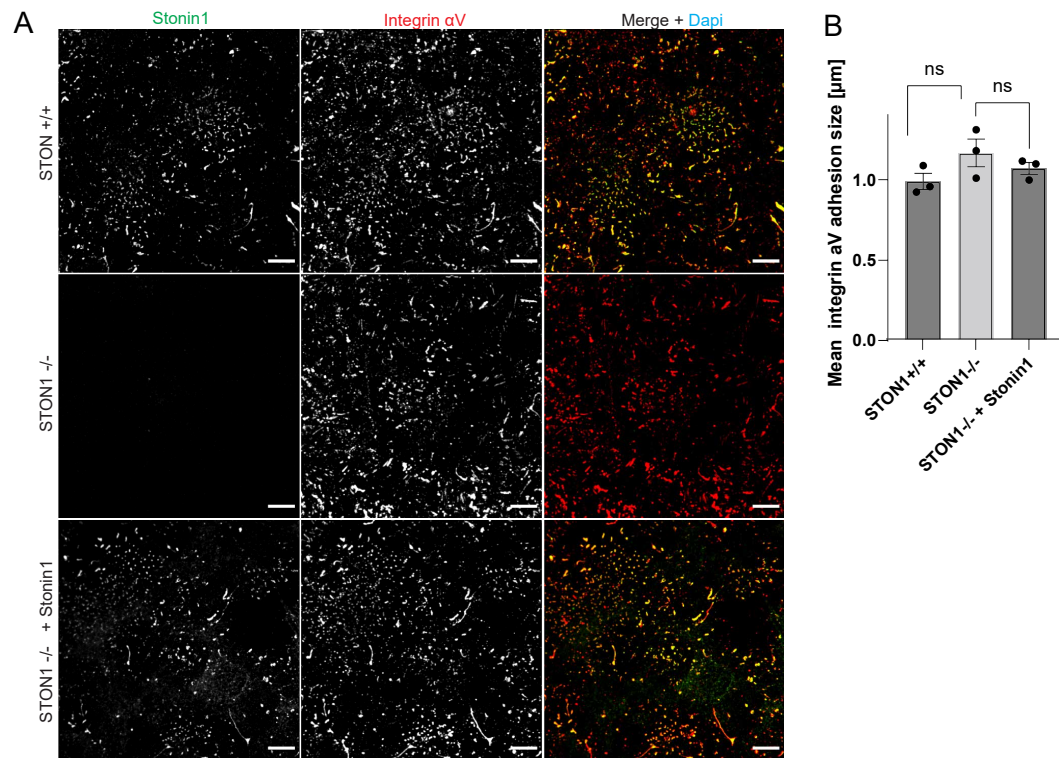 A
Stonin1
Integrin αV
Merge + Dapi
STON +/+
STON1 -/-
STON1 -/- + Stonin1
B
Mean integrin aV adhesion size [µm]
ns
ns
1.0
0.5
0.0
STON1+/+
STON1-/-
STON1-/- + Stonin1